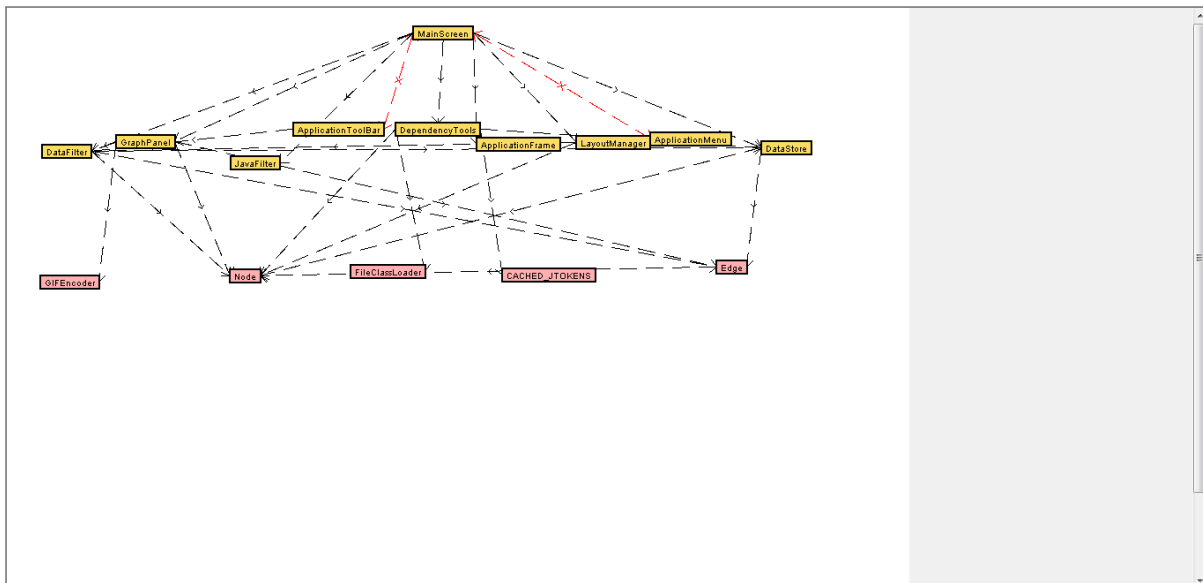 MainScreen
ApplicationToolBar
DependencyTools
GraphPanel
ApplicationFrame
LayoutManager
ApplicationMenu
DataFilter
JavaFilter
DataStore
GIFEncoder
Node
FileClassLoader
CACHED_JTOKENS
Edge